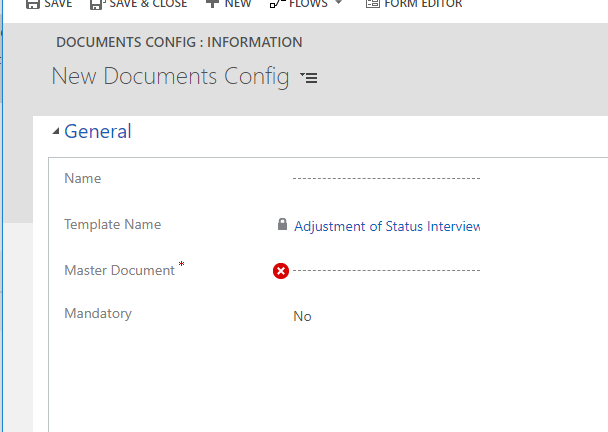 SAVE SAVE & CLOSE NEW FLOWS FORM EDITOR
DOCUMENTS CONFIG : INFORMATION
New Documents Config
General
Name
Template Name Adjustment of Status Interview
Master Document *
Mandatory No